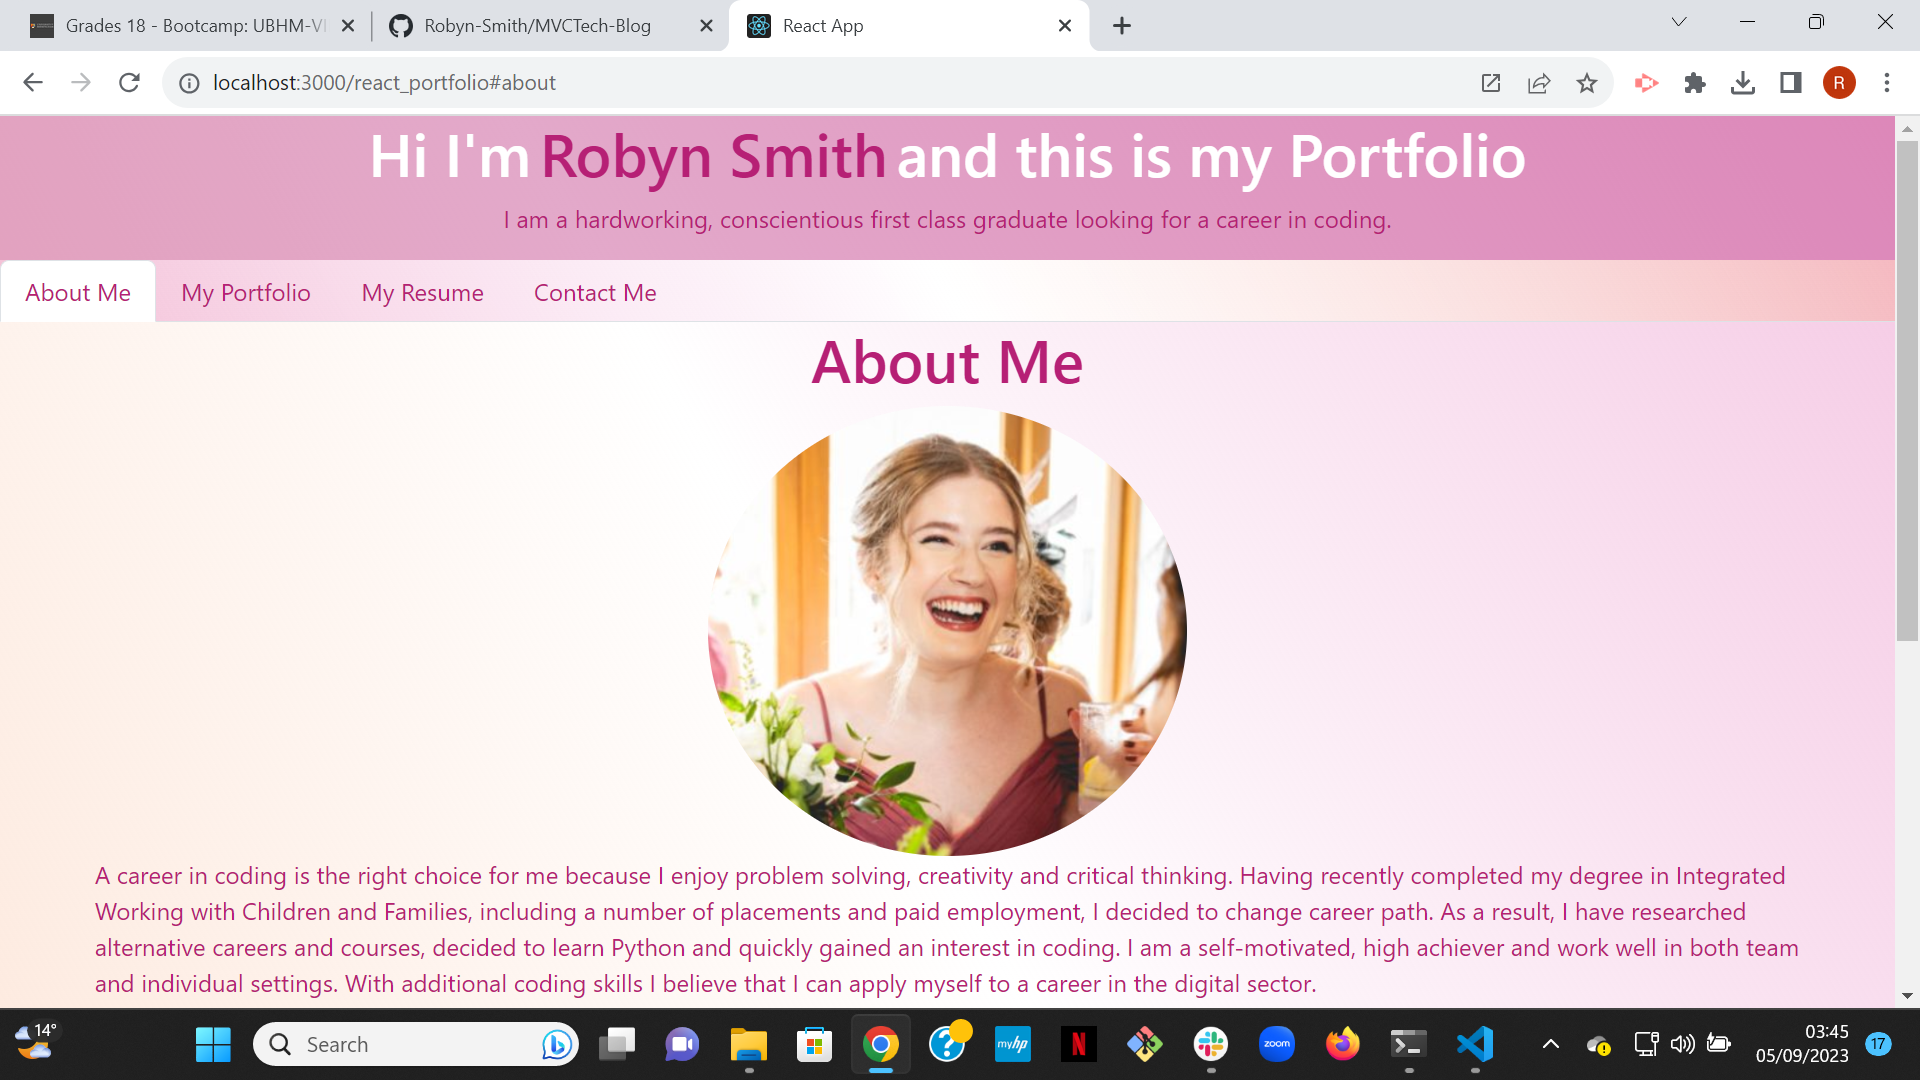 Grades 18 - Bootcamp: UBHM-VI
Robyn-Smith/MVCTech-Blog
React App
localhost:3000/react_portfolio#about
R
Hi I'm Robyn Smith and this is my Portfolio
I am a hardworking, conscientious first class graduate looking for a career in coding.
About Me
My Portfolio
My Resume
Contact Me
About Me
A career in coding is the right choice for me because I enjoy problem solving, creativity and critical thinking. Having recently completed my degree in Integrated
Working with Children and Families, including a number of placements and paid employment, I decided to change career path. As a result, I have researched
alternative careers and courses, decided to learn Python and quickly gained an interest in coding. I am a self-motivated, high achiever and work well in both team
and individual settings. With additional coding skills I believe that I can apply myself to a career in the digital sector.
14°
Search
myhp
N
zoom
03:45
05/09/2023
17